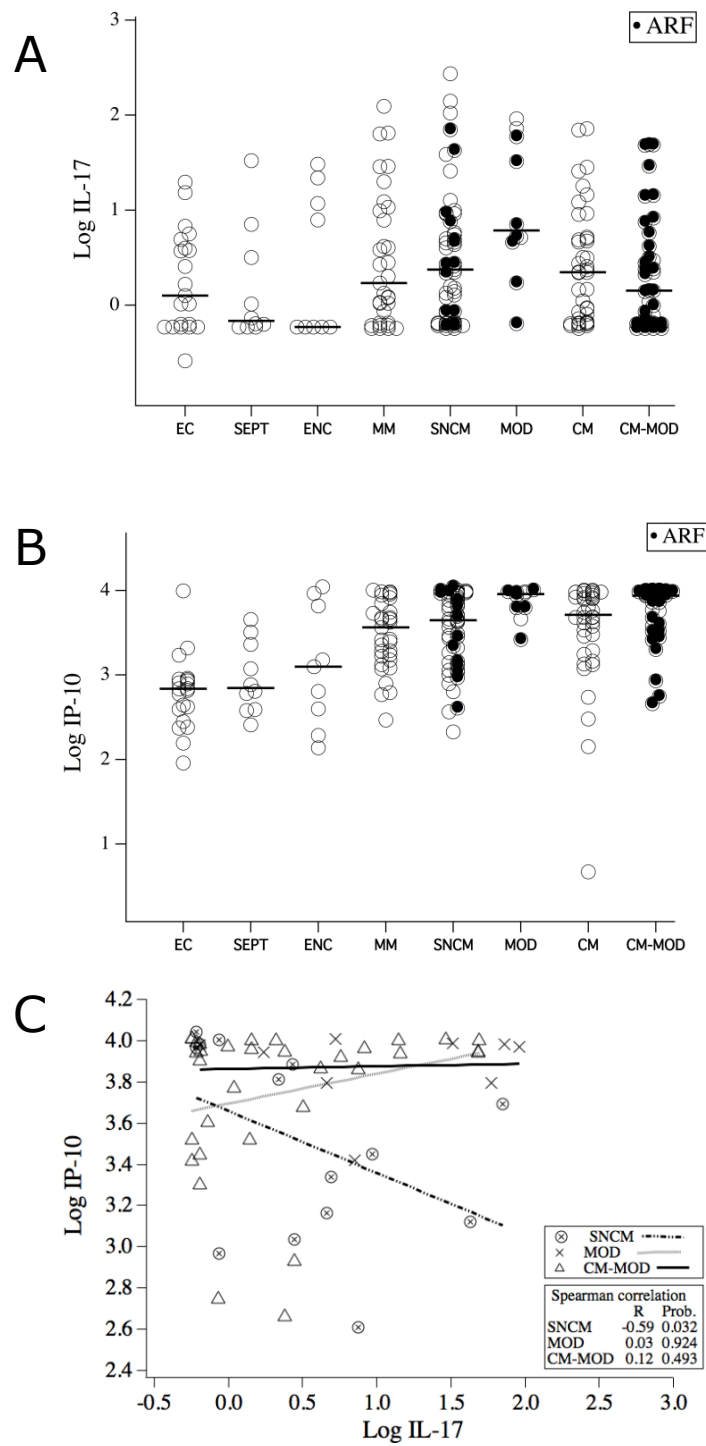 A
● ARF
3
2
1
0
Log IL-17
EC SEPT ENC MM SNCM MOD CM CM-MOD
B
● ARF
4
3
2
1
Log IP-10
EC SEPT ENC MM SNCM MOD CM CM-MOD
C
4.2
4.0
3.8
3.6
3.4
3.2
3.0
2.8
2.6
2.4
Log IP-10
SNCM
MOD
CM-MOD
Spearman correlation
R Prob.
SNCM -0.59 0.032
MOD 0.03 0.924
CM-MOD 0.12 0.493
-0.5 0.0 0.5 1.0 1.5 2.0 2.5 3.0
Log IL-17